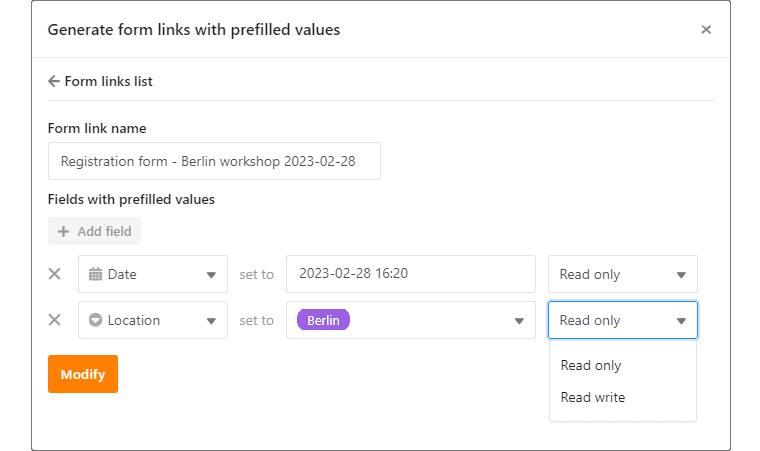 Generate form links with prefilled values
Form links list
Form link name
Registration form - Berlin workshop 2023-02-28
Fields with prefilled values
Add field
Date set to 2023-02-28 16:20 Read only
Location set to Berlin Read only
Read only
Read write
Modify